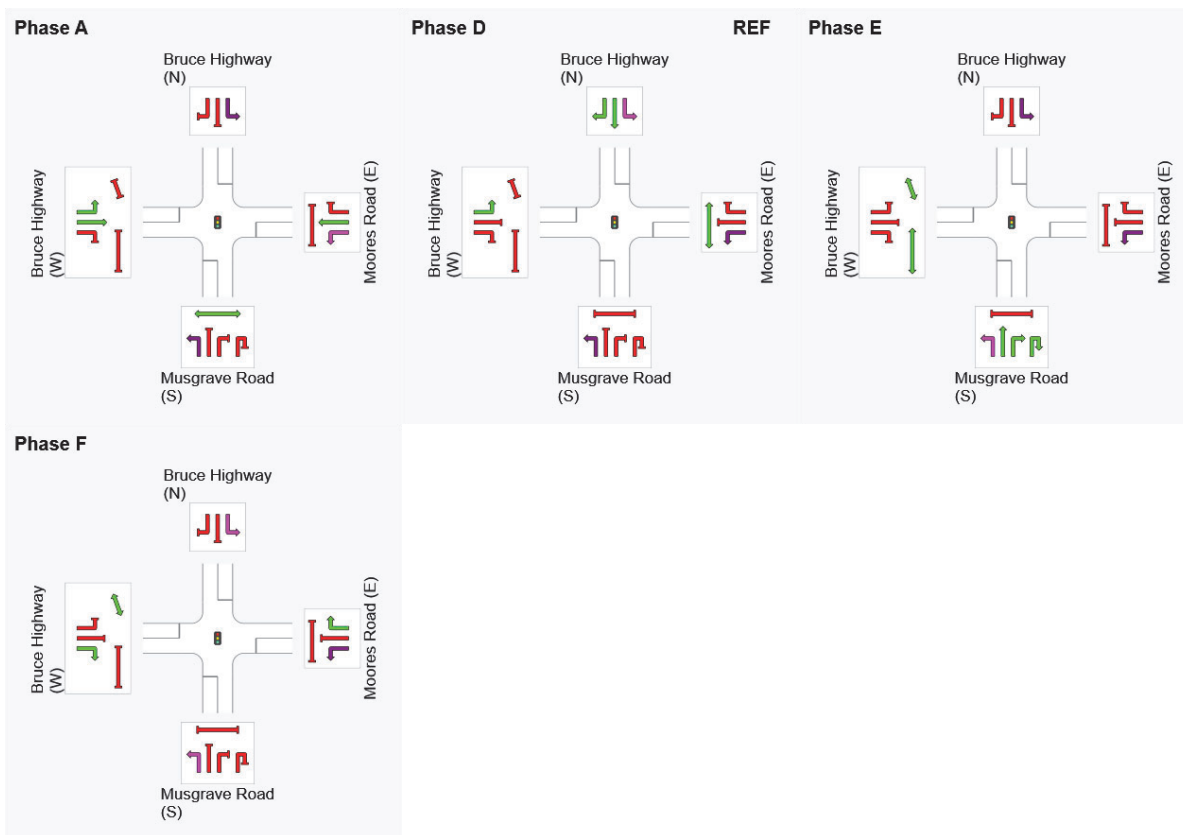 Phase A
Bruce Highway
(N)
Bruce Highway
(W)
Moores Road (E)
Musgrave Road
(S)
Phase D
REF
Bruce Highway
(N)
Bruce Highway
(W)
Moores Road (E)
Musgrave Road
(S)
Phase E
Bruce Highway
(N)
Bruce Highway
(W)
Moores Road (E)
Musgrave Road
(S)
Phase F
Bruce Highway
(N)
Bruce Highway
(W)
Moores Road (E)
Musgrave Road
(S)